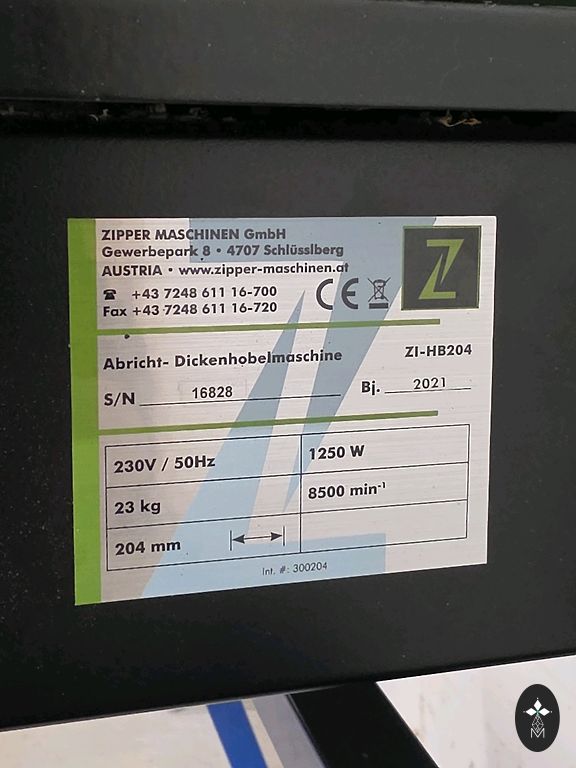 ZIPPER MASCHINEN GmbH
Gewerbepark 8 • 4707 Schlüsslberg
AUSTRIA • www.zipper-maschinen.at
☎ +43 7248 611 16-700
Fax +43 7248 611 16-720
CE
Z
Abricht- Dickenhobelmaschine ZI-HB204
S/N 16828 Bj. 2021
230V / 50Hz 1250 W
23 kg 8500 min⁻¹
204 mm
Int. #: 300204
M